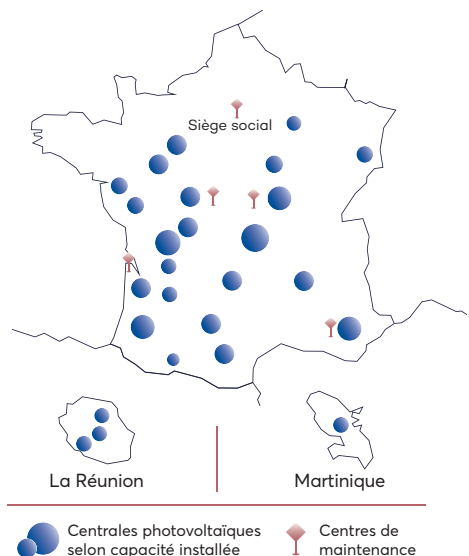 Siège social
La Réunion
Martinique
Centrales photovoltaïques
selon capacité installée
Centres de
maintenance